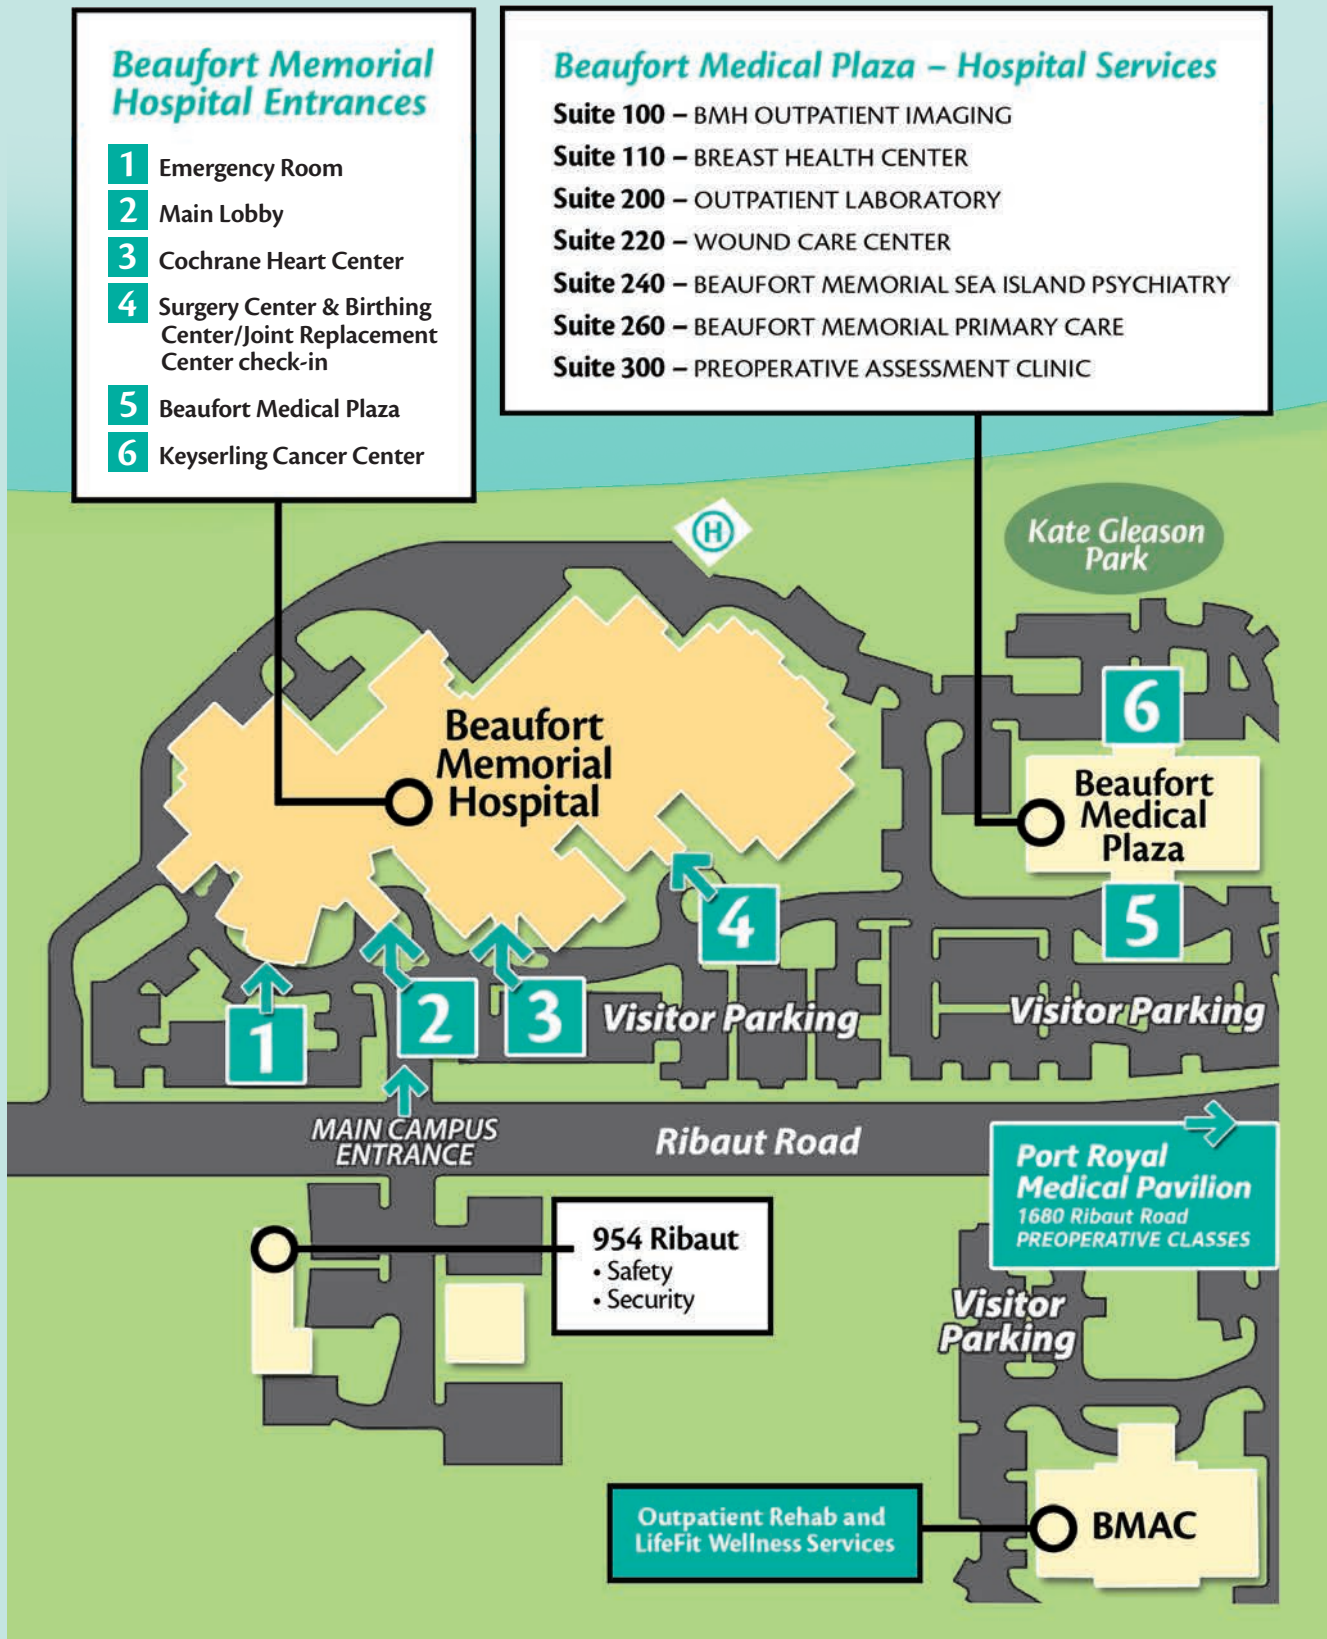 Beaufort Memorial
Hospital Entrances
1 Emergency Room
2 Main Lobby
3 Cochrane Heart Center
4 Surgery Center & Birthing
Center/Joint Replacement
Center check-in
5 Beaufort Medical Plaza
6 Keyserling Cancer Center
Beaufort Medical Plaza – Hospital Services
Suite 100 – BMH OUTPATIENT IMAGING
Suite 110 – BREAST HEALTH CENTER
Suite 200 – OUTPATIENT LABORATORY
Suite 220 – WOUND CARE CENTER
Suite 240 – BEAUFORT MEMORIAL SEA ISLAND PSYCHIATRY
Suite 260 – BEAUFORT MEMORIAL PRIMARY CARE
Suite 300 – PREOPERATIVE ASSESSMENT CLINIC
H
Kate Gleason
Park
6
Beaufort
Memorial
Hospital
Beaufort
Medical
Plaza
5
4
3
2
1
Visitor Parking
Visitor Parking
MAIN CAMPUS
ENTRANCE
Ribaut Road
Port Royal
Medical Pavilion
1680 Ribaut Road
PREOPERATIVE CLASSES
954 Ribaut
• Safety
• Security
Visitor
Parking
Outpatient Rehab and
LifeFit Wellness Services
BMAC